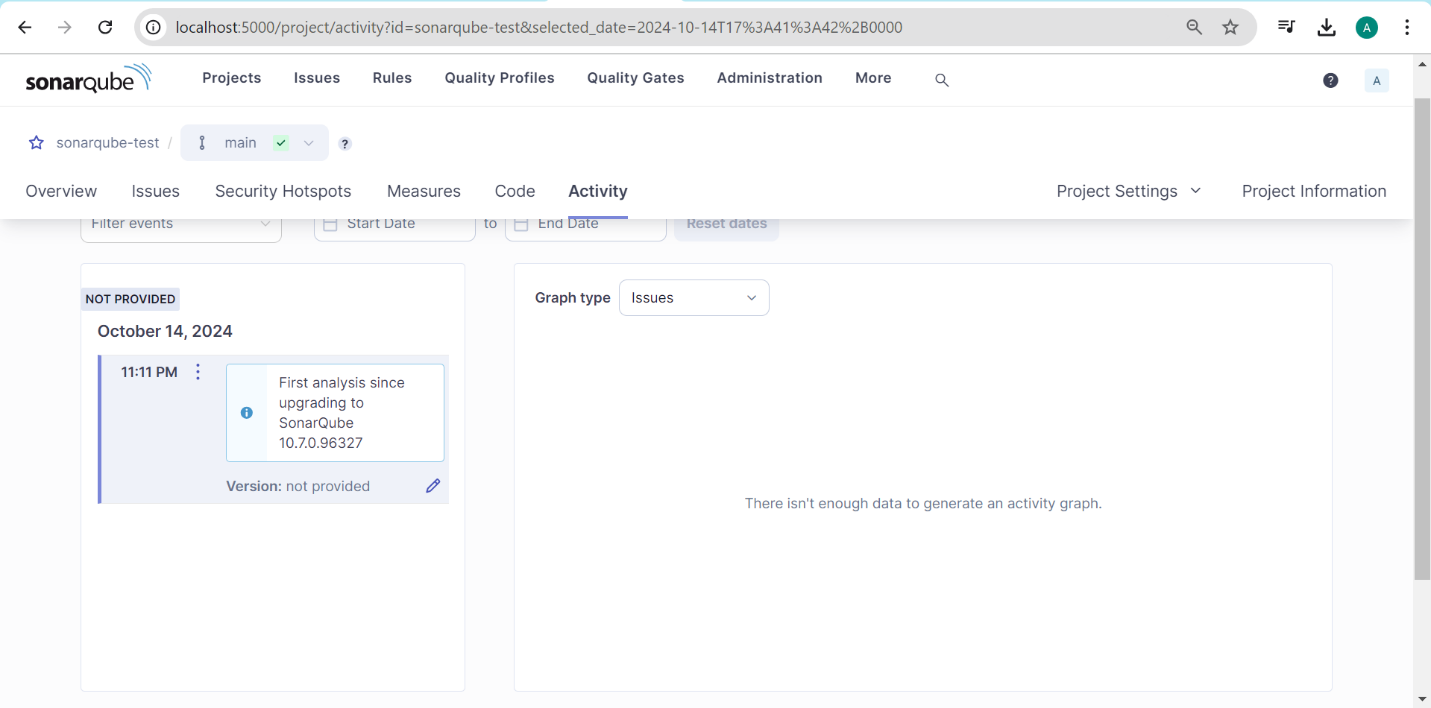 localhost:5000/project/activity?id=sonarqube-test&selected_date=2024-10-14T17%3A41%3A42%2B0000
A
sonarqube
Projects Issues Rules Quality Profiles Quality Gates Administration More
? A
sonarqube-test / main ?
Overview Issues Security Hotspots Measures Code Activity Project Settings Project Information
Filter events Start Date to End Date Reset dates
NOT PROVIDED
Graph type Issues
October 14, 2024
11:11 PM
First analysis since
upgrading to
SonarQube
10.7.0.96327
Version: not provided
There isn't enough data to generate an activity graph.